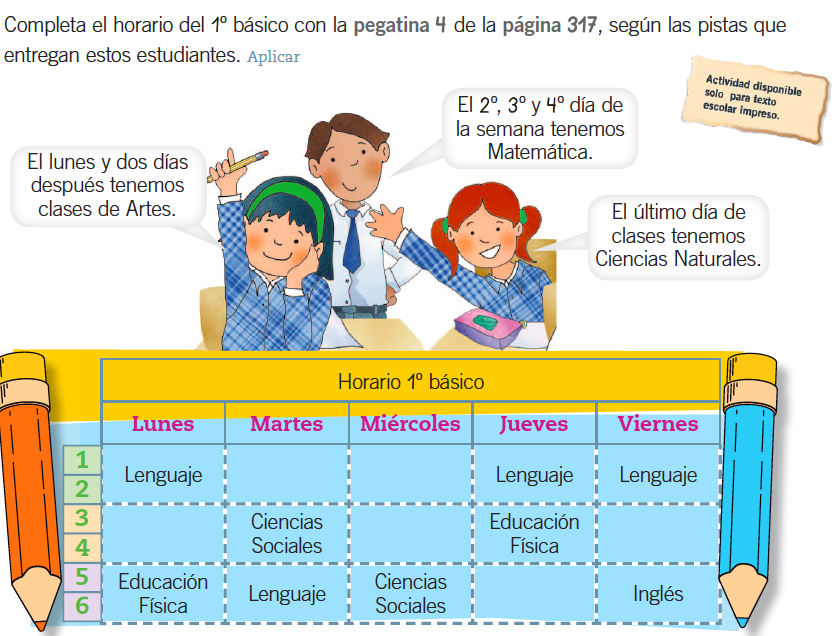 Completa el horario del 1º básico con la pegatina 4 de la página 317, según las pistas que
entregan estos estudiantes. Aplicar
Actividad disponible
solo para texto
escolar impreso.
El 2º, 3º y 4º día de
la semana tenemos
Matemática.
El lunes y dos días
después tenemos
clases de Artes.
El último día de
clases tenemos
Ciencias Naturales.
Horario 1º básico
Lunes Martes Miércoles Jueves Viernes
1
2
Lenguaje Lenguaje Lenguaje
3
4
Ciencias
Sociales
Educación
Física
5
6
Educación
Física
Lenguaje
Ciencias
Sociales
Inglés